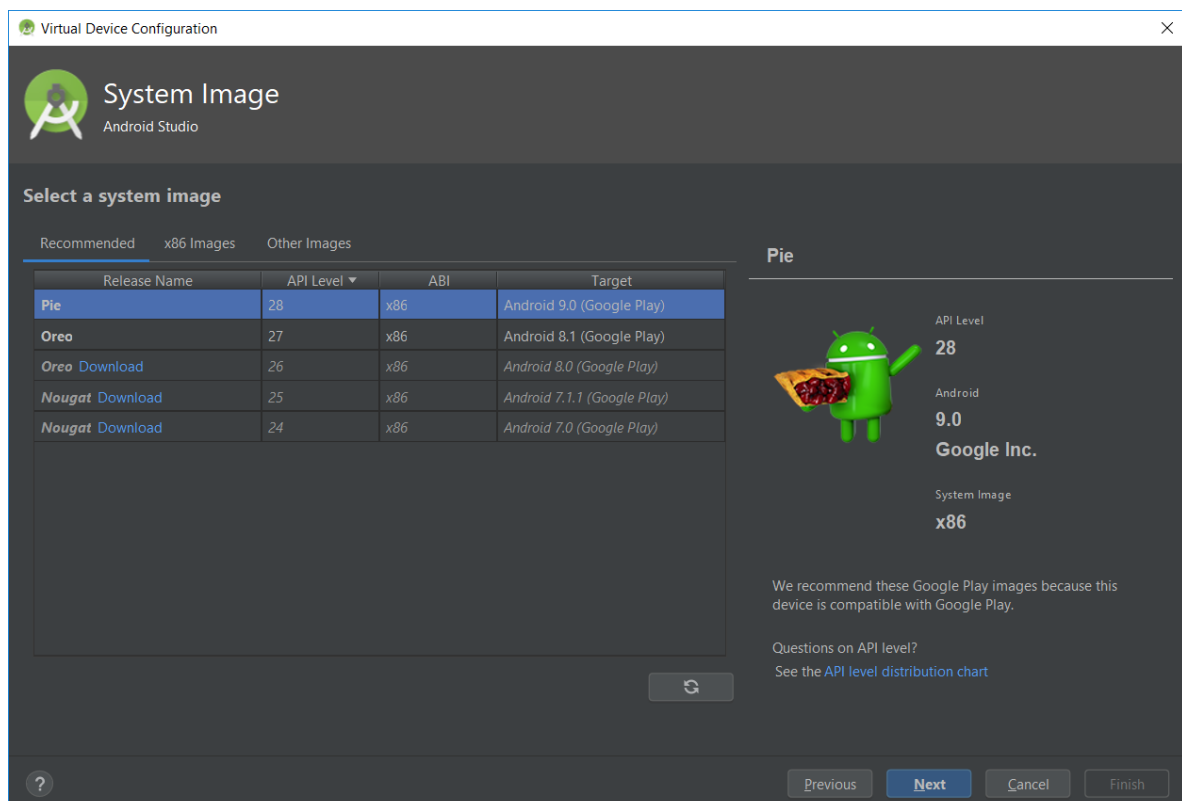 Virtual Device Configuration
System Image
Android Studio
Select a system image
Recommended x86 Images Other Images
Release Name API Level ABI Target
Pie 28 x86 Android 9.0 (Google Play)
Oreo 27 x86 Android 8.1 (Google Play)
Oreo Download 26 x86 Android 8.0 (Google Play)
Nougat Download 25 x86 Android 7.1.1 (Google Play)
Nougat Download 24 x86 Android 7.0 (Google Play)
Pie
API Level
28
Android
9.0
Google Inc.
System Image
x86
We recommend these Google Play images because this
device is compatible with Google Play.
Questions on API level?
See the API level distribution chart
? Previous Next Cancel Finish